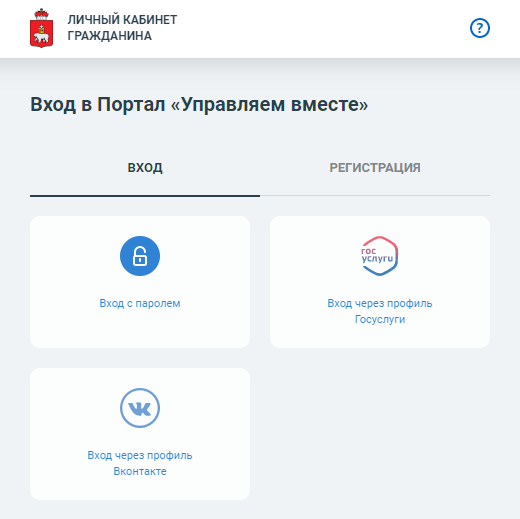 ЛИЧНЫЙ КАБИНЕТ
ГРАЖДАНИНА
?
Вход в Портал «Управляем вместе»
ВХОД
РЕГИСТРАЦИЯ
Вход с паролем
гос
услуги
Вход через профиль
Госуслуги
Вход через профиль
Вконтакте